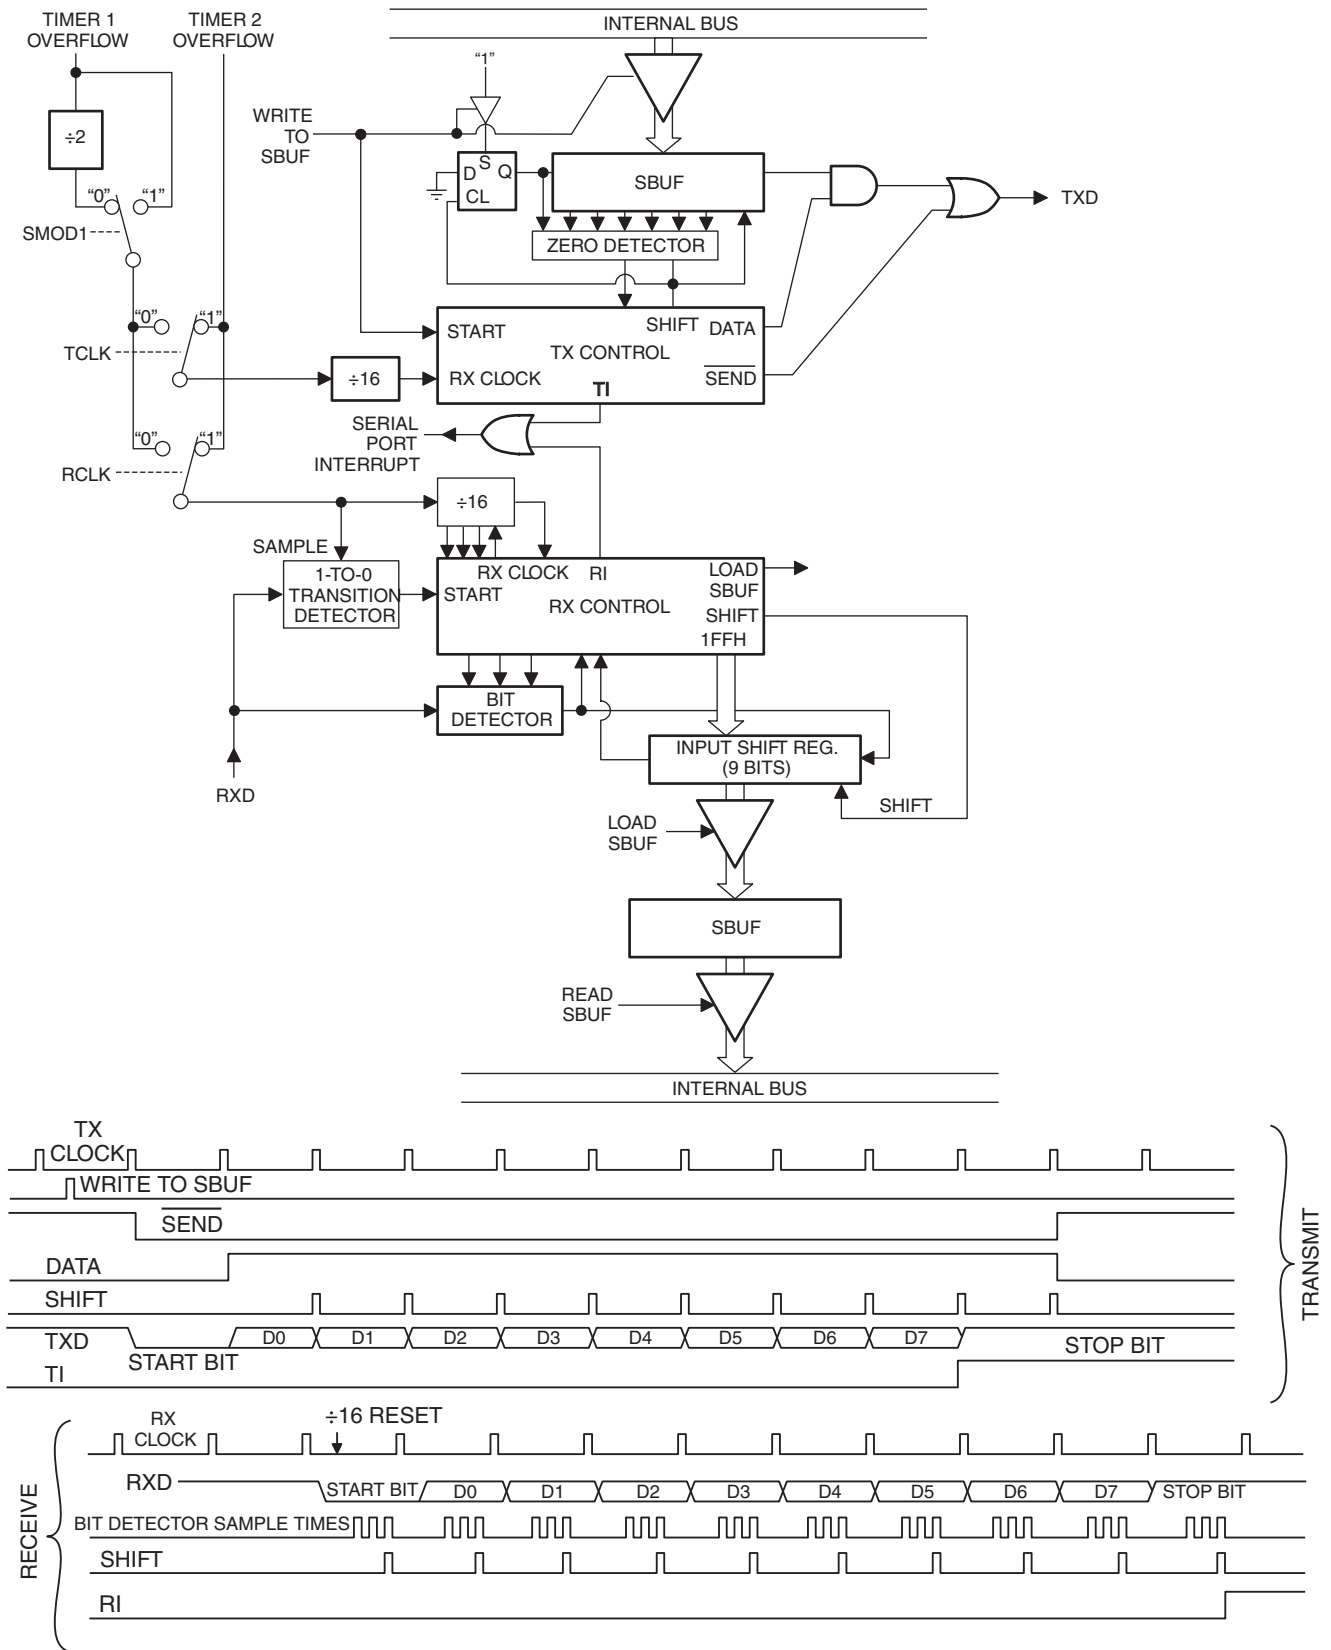 TIMER 1
OVERFLOW
TIMER 2
OVERFLOW
INTERNAL BUS
“1”
WRITE
TO
SBUF
÷2
D
S
Q
CL
SBUF
TXD
“0”
“1”
SMOD1
ZERO DETECTOR
“0”
“1”
TCLK
START
SHIFT
DATA
TX CONTROL
÷16
RX CLOCK
SEND
TI
SERIAL
PORT
INTERRUPT
“0”
“1”
RCLK
÷16
SAMPLE
1-TO-0
TRANSITION
DETECTOR
RX CLOCK
RI
LOAD
SBUF
START
RX CONTROL
SHIFT
1FFH
BIT
DETECTOR
INPUT SHIFT REG.
(9 BITS)
RXD
SHIFT
LOAD
SBUF
SBUF
READ
SBUF
INTERNAL BUS
TX
CLOCK
WRITE TO SBUF
SEND
DATA
SHIFT
TXD
START BIT
D0
D1
D2
D3
D4
D5
D6
D7
STOP BIT
TI
TRANSMIT
RX
CLOCK
÷16 RESET
RXD
START BIT
D0
D1
D2
D3
D4
D5
D6
D7
STOP BIT
BIT DETECTOR SAMPLE TIMES
SHIFT
RI
RECEIVE